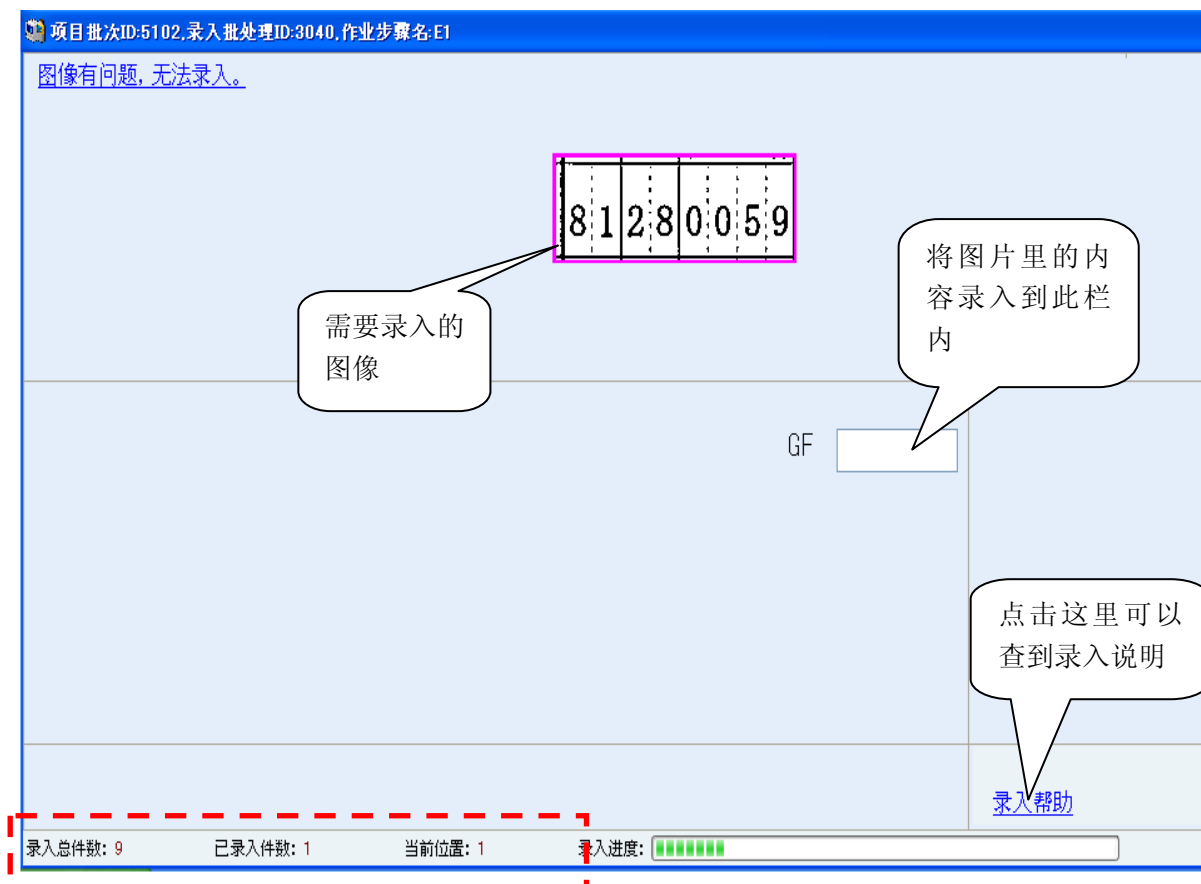 项目批次ID:5102,录入批处理ID:3040,作业步骤名:E1
图像有问题，无法录入。
81280059
将图片里的内
容录入到此栏
内
需要录入的
图像
GF
点击这里可以
查到录入说明
录入帮助
录入总件数: 9 已录入件数: 1 当前位置: 1 录入进度: